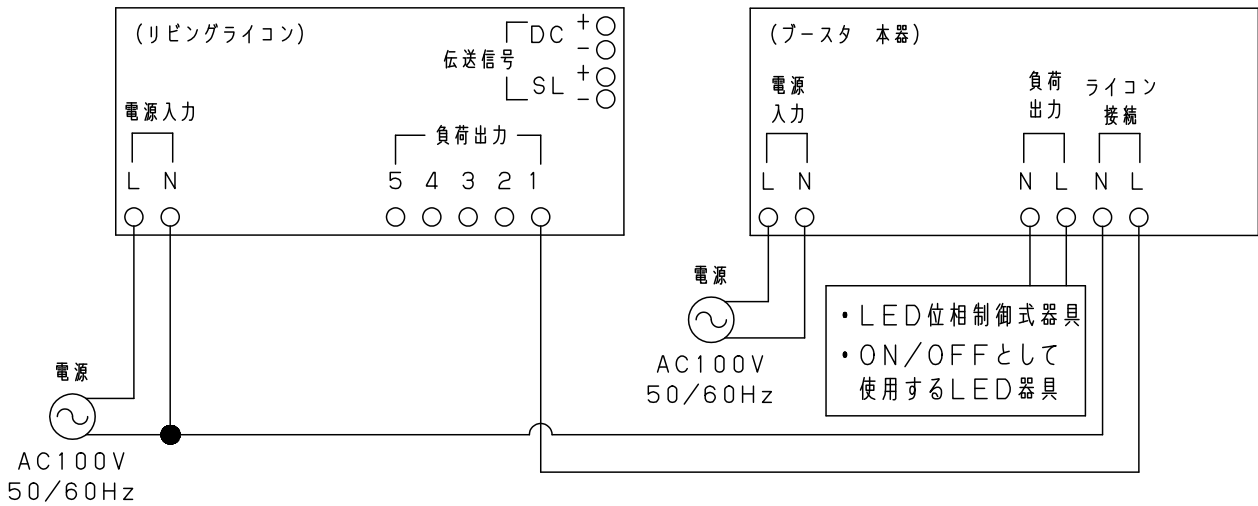 (リビングライコン)
DC + -
伝送信号
SL + -
電源入力
L N
負荷出力
5 4 3 2 1
電源
AC100V
50/60Hz
(ブースタ 本器)
電源
入力
L N
負荷
出力
N L
ライコン
接続
N L
電源
AC100V
50/60Hz
・LED位相制御式器具
・ON/OFFとして
使用するLED器具